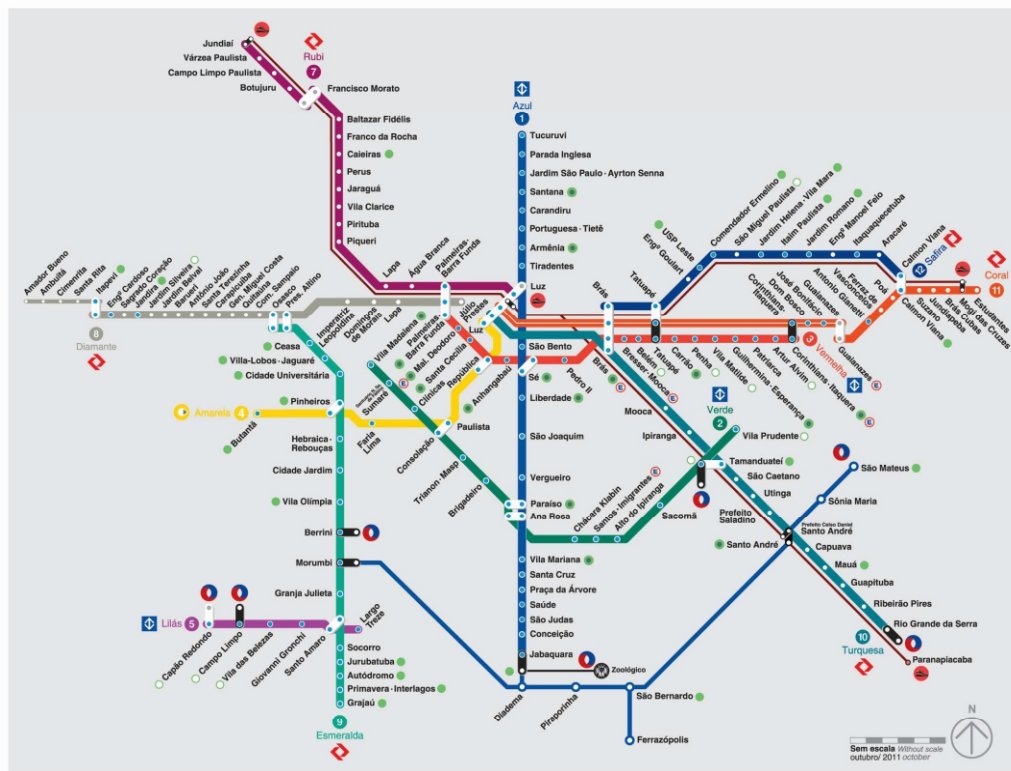 Jundiaí
Várzea Paulista
Campo Limpo Paulista
Botujuru
Rubi
7
Francisco Morato
Baltazar Fidélis
Franco da Rocha
Caieiras
Perus
Jaraguá
Vila Clarice
Pirituba
Piqueri
Lapa
Água Branca
Palmeiras-
Barra Funda
Azul
1
Tucuruvi
Parada Inglesa
Jardim São Paulo - Ayrton Senna
Santana
Carandiru
Portuguesa - Tietê
Armênia
Tiradentes
Luz
São Bento
Sé
Liberdade
São Joaquim
Vergueiro
Paraíso
Ana Rosa
Vila Mariana
Santa Cruz
Praça da Árvore
Saúde
São Judas
Conceição
Jabaquara
Zoológico
Amador Bueno
Ambuitá
Cimenrita
Santa Rita
Itapevi
Engº Cardoso
Sagrado Coração
Jandira
Jardim Silveira
Jardim Belval
Barueri
Antônio João
Santa Terezinha
Carapicuíba
Gen. Miguel Costa
Quitaúna
Com. Sampaio
Osasco
Pres. Altino
Imperatriz
Leopoldina
Domingos
de Moraes
Lapa
Palmeiras-
Barra Funda
Júlio
Prestes
Luz
8
Diamante
Ceasa
Villa-Lobos - Jaguaré
Cidade Universitária
Pinheiros
Hebraica-
Rebouças
Cidade Jardim
Vila Olímpia
Berrini
Morumbi
Granja Julieta
Socorro
Jurubatuba
Autódromo
Primavera - Interlagos
Grajaú
9
Esmeralda
Amarela 4
Butantã
Faria
Lima
Paulista
República
Vila Madalena
Sumaré
Clínicas
Consolação
Trianon - Masp
Brigadeiro
Mal. Deodoro
Santa Cecília
Anhangabaú
Pedro II
Brás
Brás
Bresser - Mooca
Belém
Tatuapé
Carrão
Penha
Vila Matilde
Guilhermina - Esperança
Patriarca
Artur Alvim
Corinthians - Itaquera
3
Vermelho
Tatuapé
Engº Goulart
USP Leste
Comendador Ermelino
São Miguel Paulista
Jardim Helena - Vila Mara
Itaim Paulista
Jardim Romano
Engº Manoel Feio
Itaquaquecetuba
Aracaré
Calmon Viana
12
Safira
Coral
11
Corinthians-
Itaquera
Dom Bosco
José Bonifácio
Guaianazes
Guaianazes
Antonio Gianetti
Ferraz de
Vasconcelos
Poá
Calmon Viana
Suzano
Jundiapeba
Brás Cubas
Mogi das Cruzes
Estudantes
Verde
2
Vila Prudente
Tamanduateí
Sacomã
Alto do Ipiranga
Santos - Imigrantes
Chácara Klabin
Mooca
Ipiranga
São Caetano
Utinga
Prefeito
Saladino
Prefeito Celso Daniel
Santo André
Santo André
Capuava
Mauá
Guapituba
Ribeirão Pires
Rio Grande da Serra
Paranapiacaba
10
Turquesa
São Mateus
Sônia Maria
Diadema
Piraporinha
São Bernardo
Ferrazópolis
Lilás 5
Capão Redondo
Campo Limpo
Vila das Belezas
Giovanni Gronchi
Santo Amaro
Largo
Treze
N
Sem escala Without scale
outubro/ 2011 october